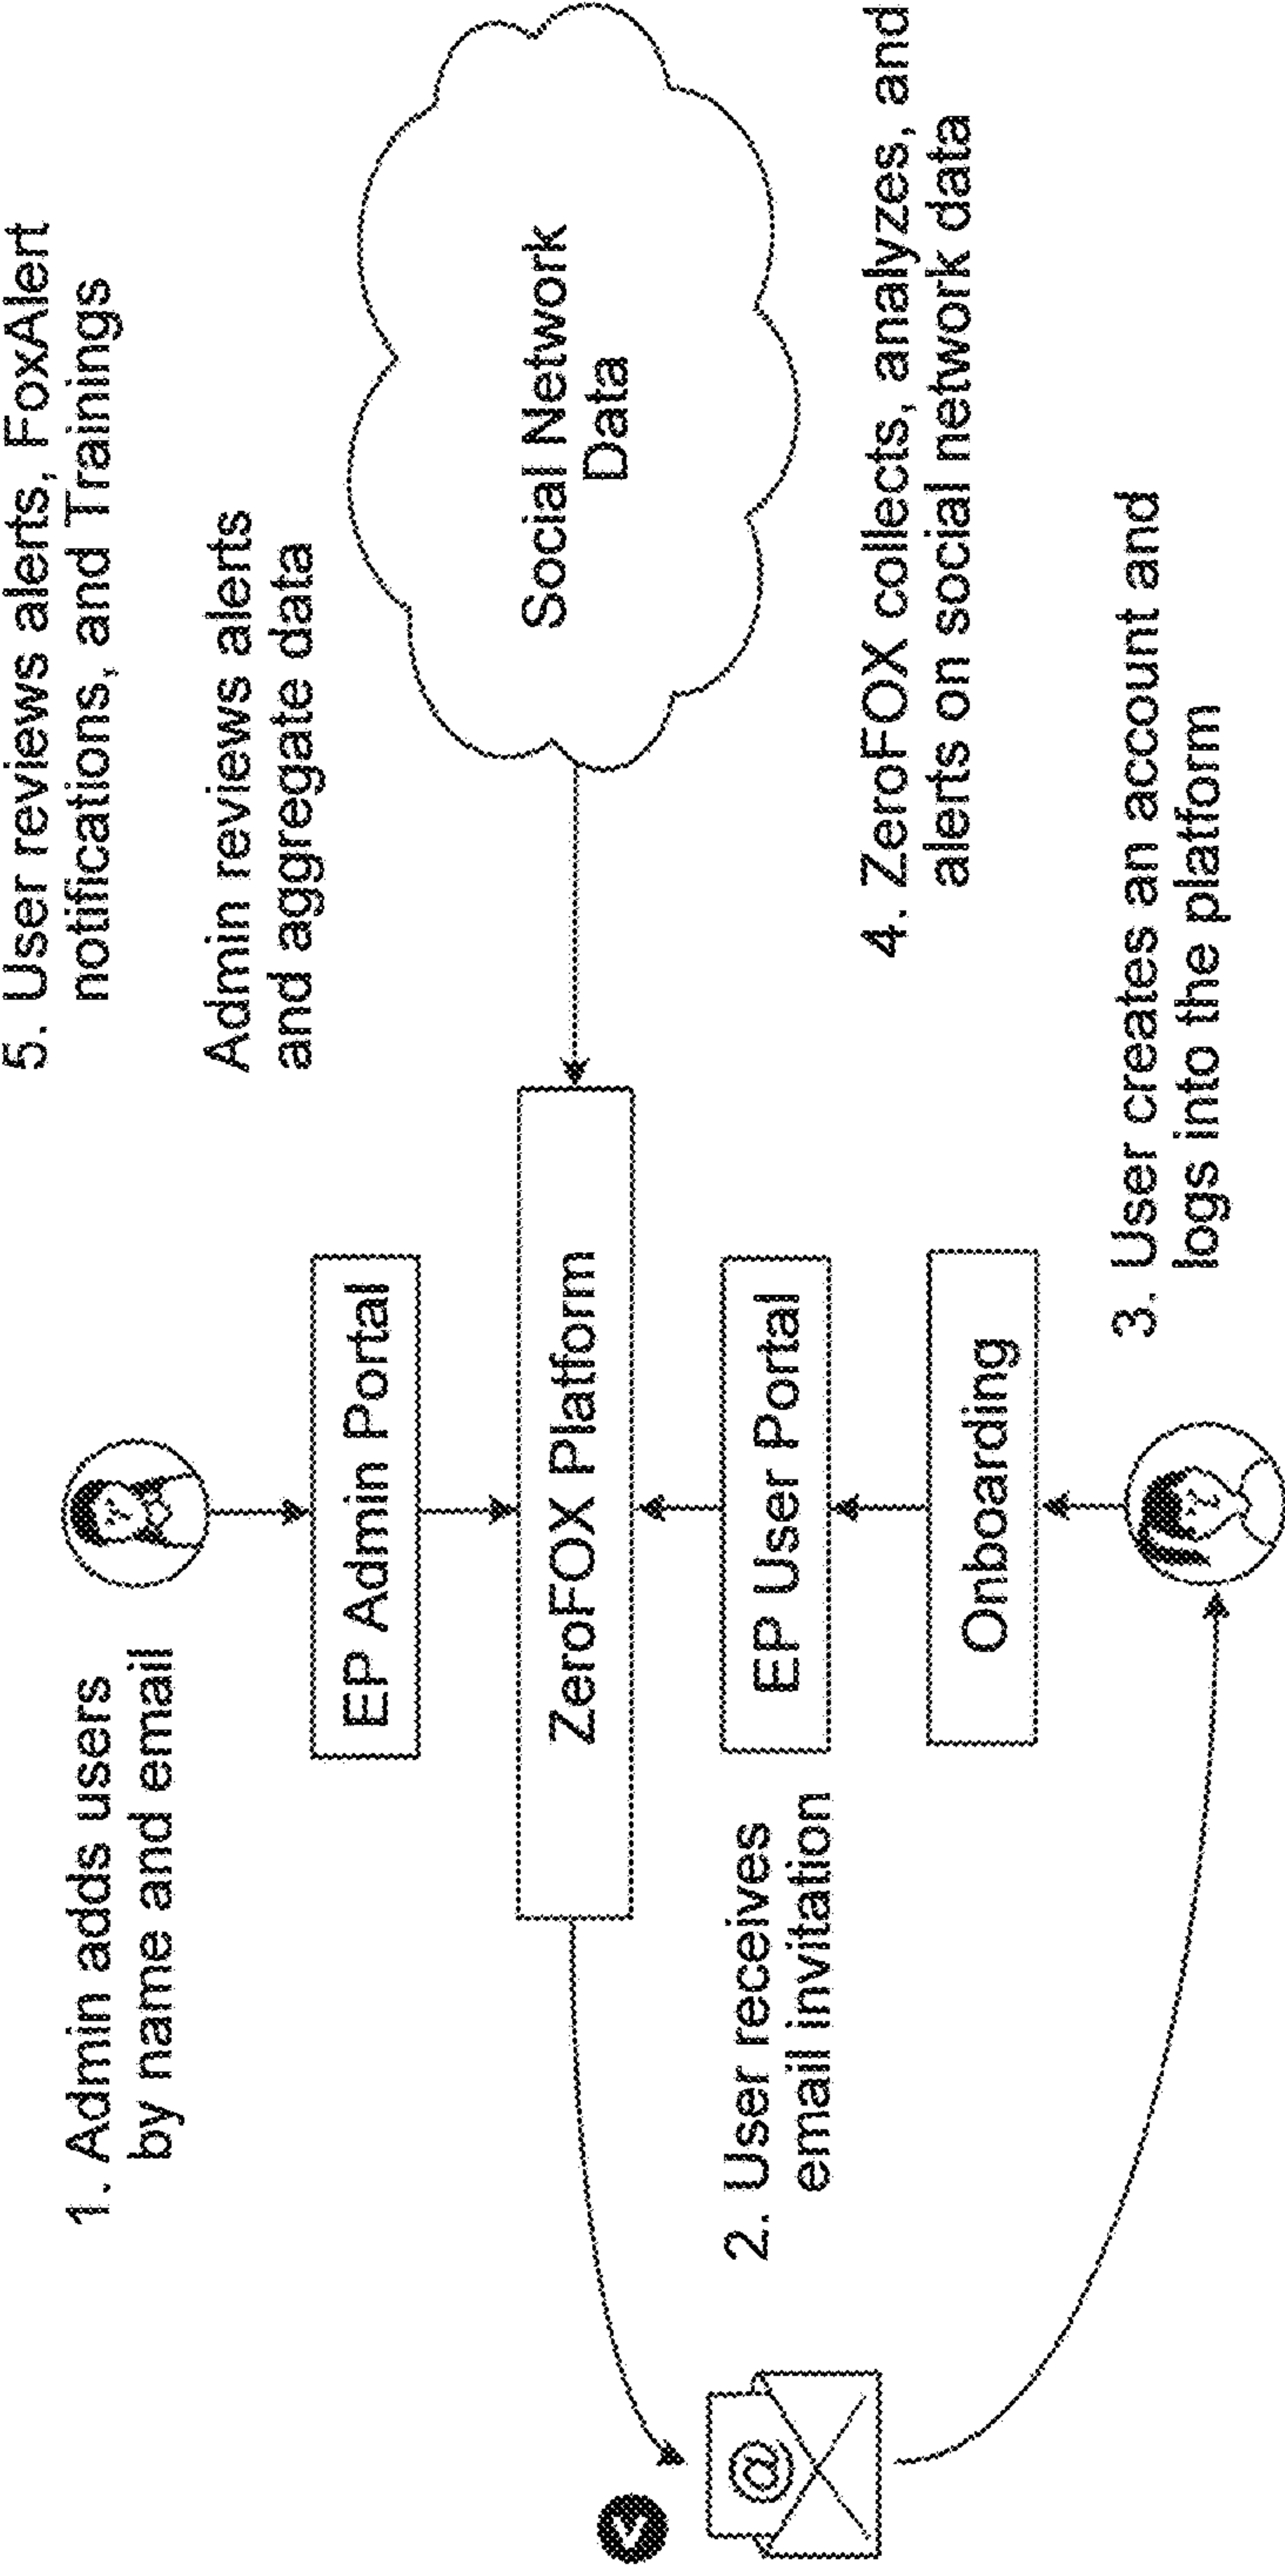 1. Admin adds users
by name and email
5. User reviews alerts, FoxAlert
notifications, and Trainings
Admin reviews alerts
and aggregate data
EP Admin Portal
ZeroFOX Platform
Social Network
Data
@
2. User receives
email invitation
EP User Portal
Onboarding
4. ZeroFOX collects, analyzes, and
alerts on social network data
3. User creates an account and
logs into the platform